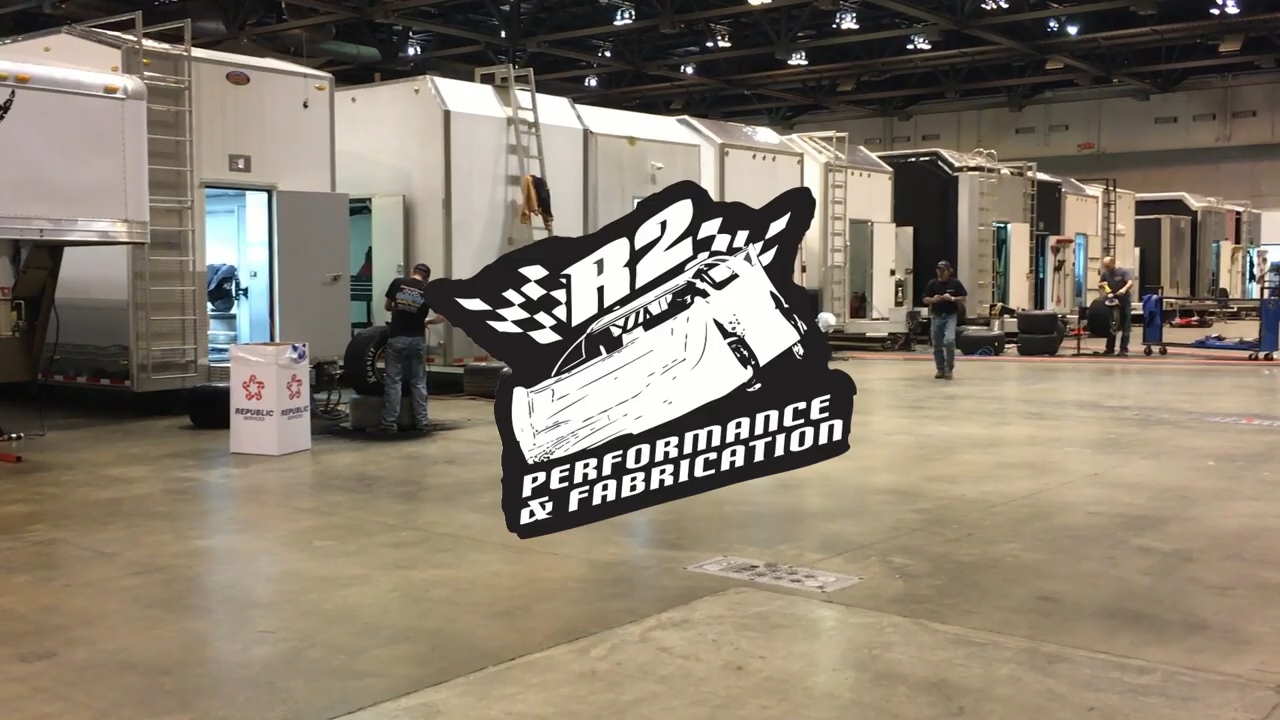 R2
PERFORMANCE
& FABRICATION
REPUBLIC
SERVICES
REPUBLIC
SERVICES